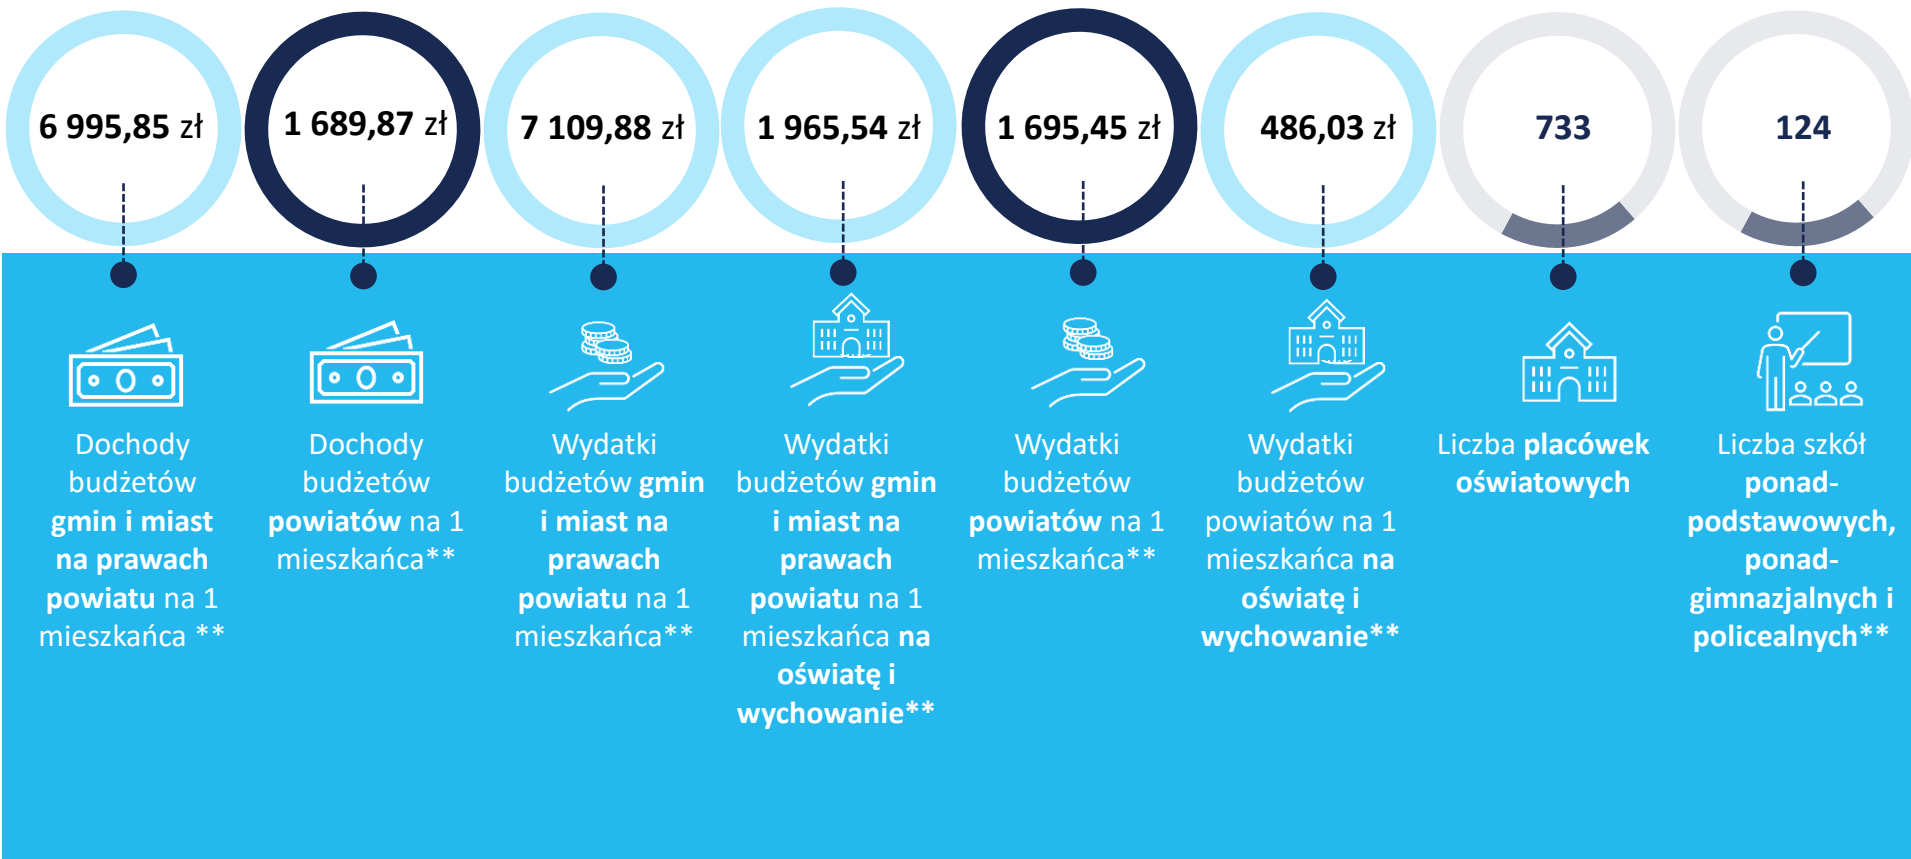 6 995,85 zł
1 689,87 zł
7 109,88 zł
1 965,54 zł
1 695,45 zł
486,03 zł
733
124
Dochody
budżetów
gmin i miast
na prawach
powiatu na 1
mieszkańca **
Dochody
budżetów
powiatów na 1
mieszkańca**
Wydatki
budżetów gmin
i miast na
prawach
powiatu na 1
mieszkańca**
Wydatki
budżetów gmin
i miast na
prawach
powiatu na 1
mieszkańca na
oświatę i
wychowanie**
Wydatki
budżetów
powiatów na 1
mieszkańca**
Wydatki
budżetów
powiatów na 1
mieszkańca na
oświatę i
wychowanie**
Liczba placówek
oświatowych
Liczba szkół
ponad-
podstawowych,
ponad-
gimnazjalnych i
policealnych**